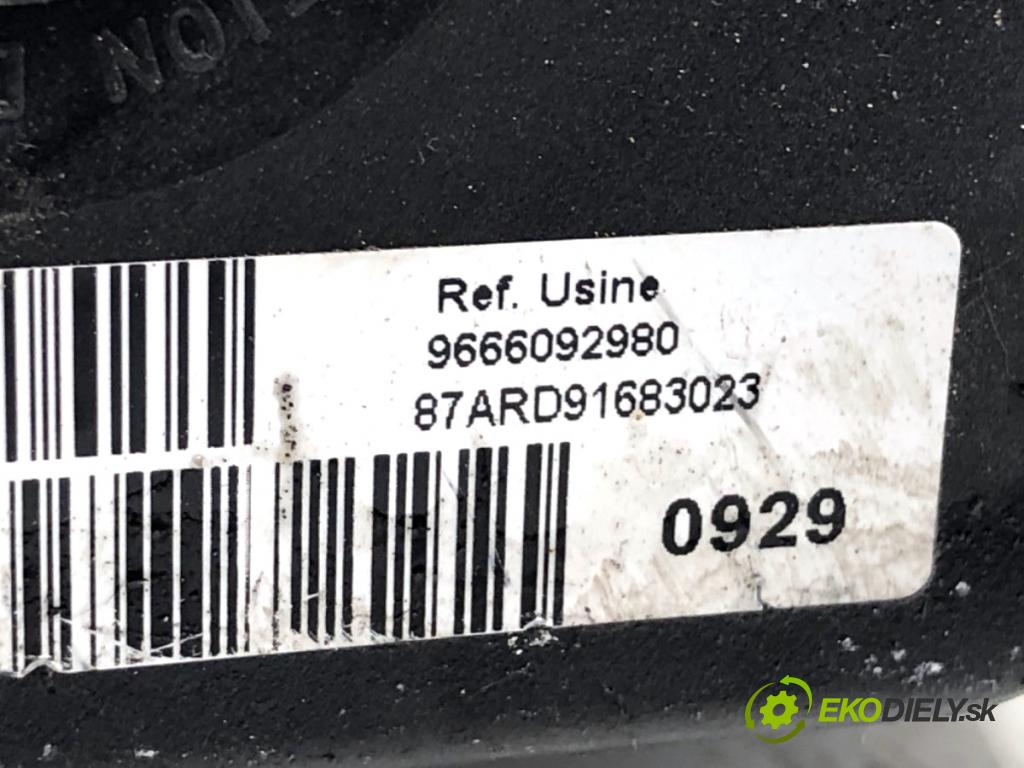 Ref. Usine
9666092980
87ARD91683023
0929
EKODIELY.sk